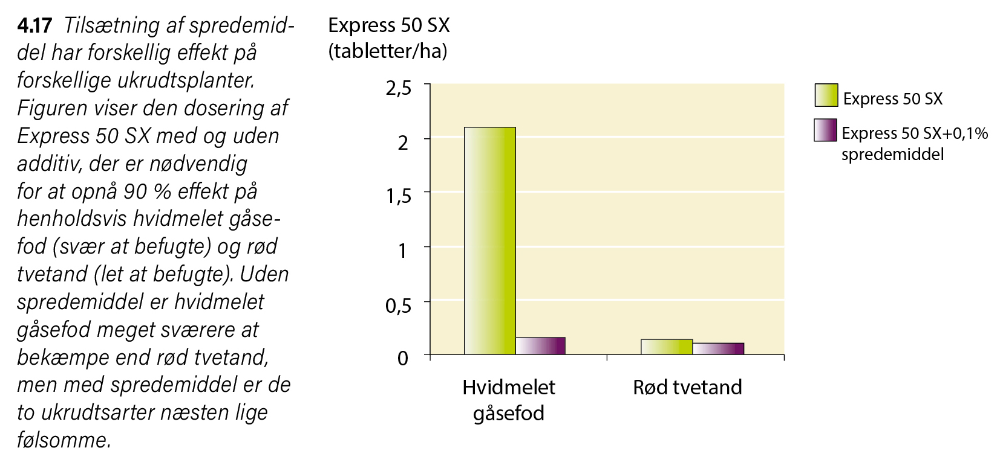 4.17 Tilsætning af spredemid-
del har forskellig effekt på
forskellige ukrudtsplanter.
Figuren viser den dosering af
Express 50 SX med og uden
additiv, der er nødvendig
for at opnå 90 % effekt på
henholdsvis hvidmelet gåse-
fod (svær at befugte) og rød
tvetand (let at befugte). Uden
spredemiddel er hvidmelet
gåsefod meget sværere at
bekæmpe end rød tvetand,
men med spredemiddel er de
to ukrudtsarter næsten lige
følsomme.
Express 50 SX
(tabletter/ha)
2,5
2
1,5
1
0,5
0
Hvidmelet
gåsefod
Rød tvetand
Express 50 SX
Express 50 SX+0,1%
spredemiddel